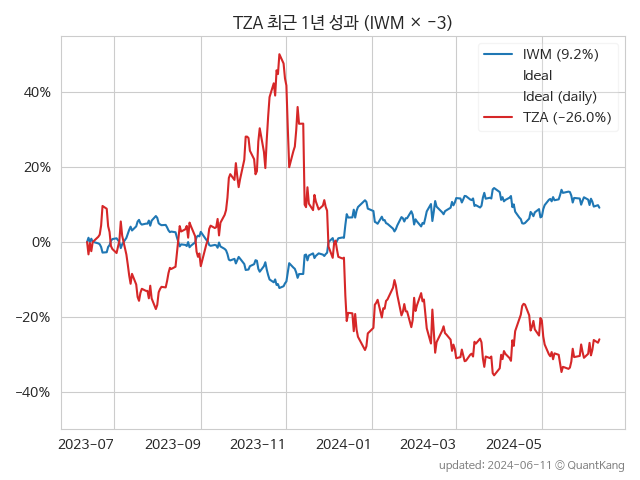 TZA 최근 1년 성과 (IWM × −3)
IWM (9.2%)
Ideal
Ideal (daily)
TZA (−26.0%)
40%
20%
0%
−20%
−40%
2023−07
2023−09
2023−11
2024−01
2024−03
2024−05
updated: 2024−06−11 © QuantKang